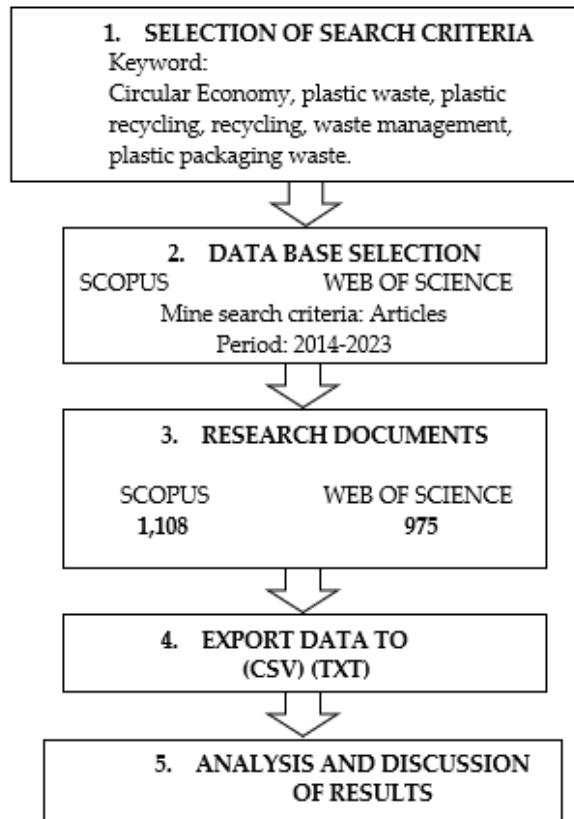 1. SELECTION OF SEARCH CRITERIA
Keyword:
Circular Economy, plastic waste, plastic
recycling, recycling, waste management,
plastic packaging waste.
2. DATA BASE SELECTION
SCOPUS WEB OF SCIENCE
Mine search criteria: Articles
Period: 2014-2023
3. RESEARCH DOCUMENTS
SCOPUS WEB OF SCIENCE
1,108 975
4. EXPORT DATA TO
(CSV) (TXT)
5. ANALYSIS AND DISCUSSION
OF RESULTS